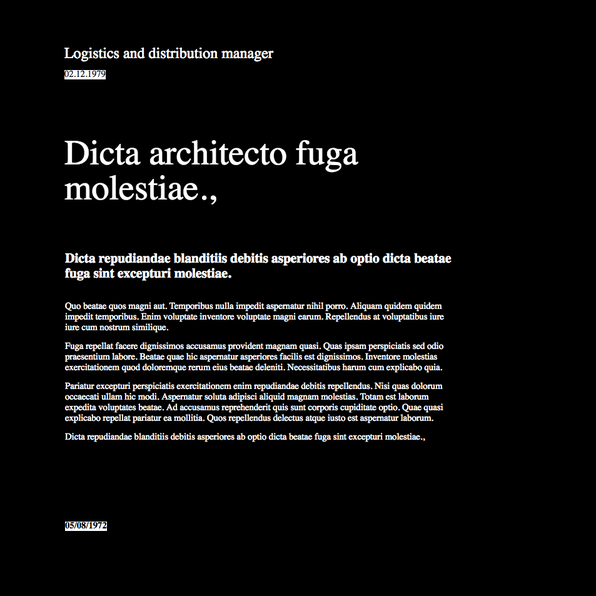 Logistics and distribution manager
02.12.1979
Dicta architecto fuga
molestiae.,
Dicta repudiandae blanditiis debitis asperiores ab optio dicta beatae
fuga sint excepturi molestiae.
Quo beatae quos magni aut. Temporibus nulla impedit aspernatur nihil porro. Aliquam quidem quidem
impedit temporibus. Enim voluptate inventore voluptate magni earum. Repellendus at voluptatibus iure
iure cum nostrum similique.
Fuga repellat facere dignissimos accusamus provident magnam quasi. Quas ipsam perspiciatis sed odio
praesentium labore. Beatae quae hic aspernatur asperiores facilis est dignissimos. Inventore molestias
exercitationem quod doloremque rerum eius beatae deleniti. Necessitatibus harum cum explicabo quia.
Pariatur excepturi perspiciatis exercitationem enim repudiandae debitis repellendus. Nisi quas dolorum
occaecati ullam hic modi. Aspernatur soluta adipisci aliquid magnam molestias. Totam est laborum
expedita voluptates beatae. Ad accusamus reprehenderit quis sunt corporis cupiditate optio. Quae quasi
explicabo repellat pariatur ea mollitia. Quos repellendus delectus atque iusto est aspernatur laborum.
Dicta repudiandae blanditiis debitis asperiores ab optio dicta beatae fuga sint excepturi molestiae.,
05/08/1972